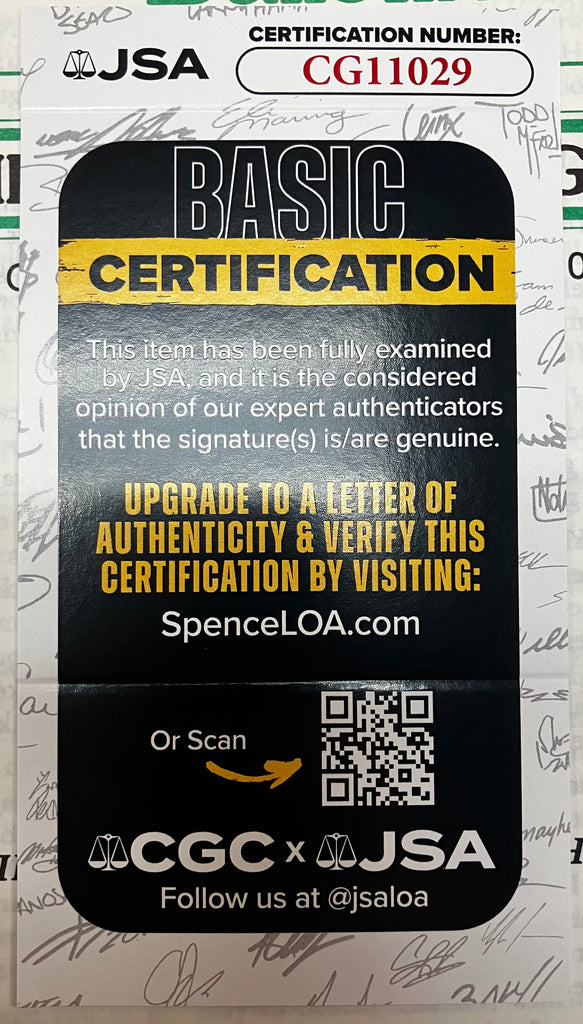 JSA
CERTIFICATION NUMBER:
CG11029
Eli
TODD
BASIC
CERTIFICATION
This item has been fully examined
by JSA, and it is the considered
opinion of our expert authenticators
that the signature(s) is/are genuine.
UPGRADE TO A LETTER OF
AUTHENTICITY & VERIFY THIS
CERTIFICATION BY VISITING:
SpenceLOA.com
Or Scan
CGC x JSA
Follow us at @jsaloa